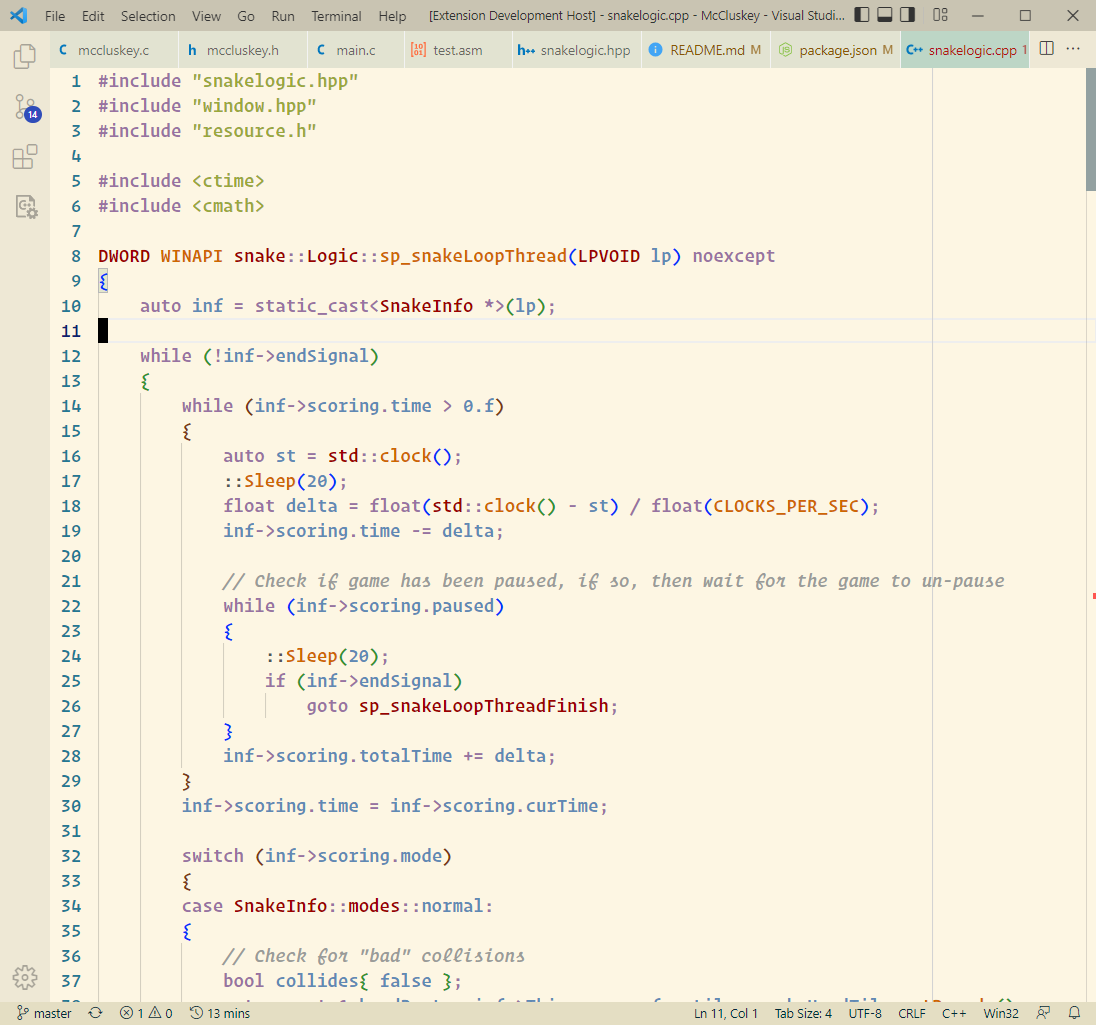 File Edit Selection View Go Run Terminal Help [Extension Development Host] - snakelogic.cpp - McCluskey - Visual Studi...
C mccluskey.c h mccluskey.h C main.c test.asm h++ snakelogic.hpp README.md M package.json M C++ snakelogic.cpp 1 ...
14
1 #include "snakelogic.hpp"
2 #include "window.hpp"
3 #include "resource.h"
4
5 #include <ctime>
6 #include <cmath>
7
8 DWORD WINAPI snake::Logic::sp_snakeLoopThread(LPVOID lp) noexcept
9 {
10     auto inf = static_cast<SnakeInfo *>(lp);
11
12     while (!inf->endSignal)
13     {
14         while (inf->scoring.time > 0.f)
15         {
16             auto st = std::clock();
17             ::Sleep(20);
18             float delta = float(std::clock() - st) / float(CLOCKS_PER_SEC);
19             inf->scoring.time -= delta;
20
21             // Check if game has been paused, if so, then wait for the game to un-pause
22             while (inf->scoring.paused)
23             {
24                 ::Sleep(20);
25                 if (inf->endSignal)
26                     goto sp_snakeLoopThreadFinish;
27             }
28             inf->scoring.totalTime += delta;
29         }
30         inf->scoring.time = inf->scoring.curTime;
31
32         switch (inf->scoring.mode)
33         {
34         case SnakeInfo::modes::normal:
35         {
36             // Check for "bad" collisions
37             bool collides{ false };
master 1 0 13 mins Ln 11, Col 1 Tab Size: 4 UTF-8 CRLF C++ Win32